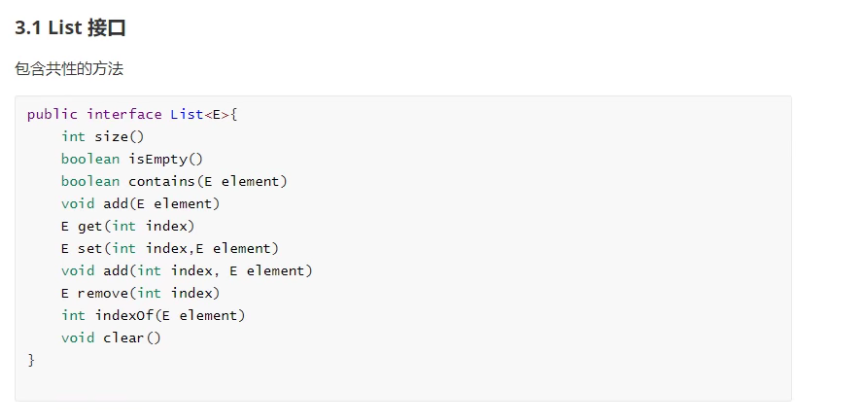 3.1 List 接口
包含共性的方法
public interface List<E>{
    int size()
    boolean isEmpty()
    boolean contains(E element)
    void add(E element)
    E get(int index)
    E set(int index,E element)
    void add(int index, E element)
    E remove(int index)
    int indexOf(E element)
    void clear()
}